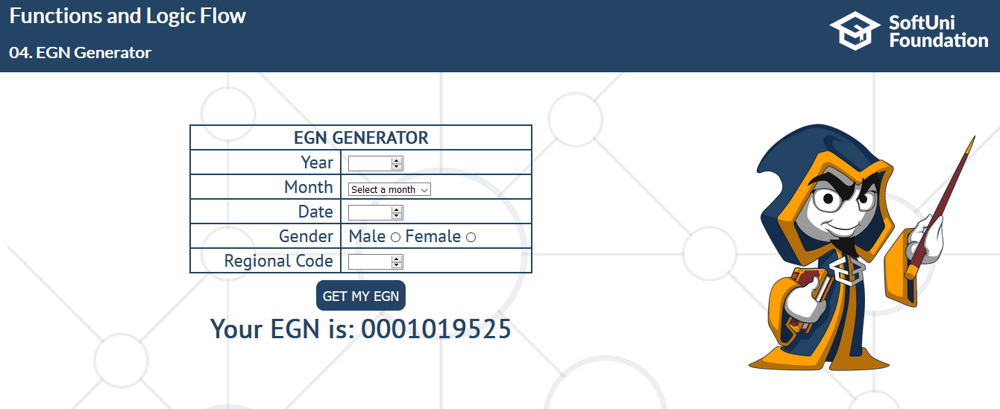 Functions and Logic Flow
04. EGN Generator
SoftUni
Foundation
EGN GENERATOR
Year
Month Select a month
Date
Gender Male Female
Regional Code
GET MY EGN
Your EGN is: 0001019525